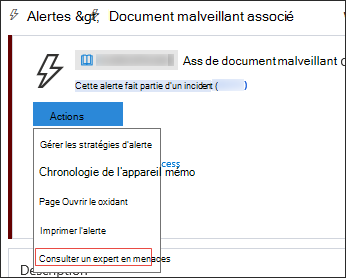 Alertes &gt; Document malveillant associé
Ass de document malveillant
Cette alerte fait partie d'un incident (
Actions
Gérer les stratégies d'alerte
cess
Chronologie de l'appareil mémo
Page Ouvrir le oxidant
Imprimer l'alerte
Consulter un expert en menaces
Description